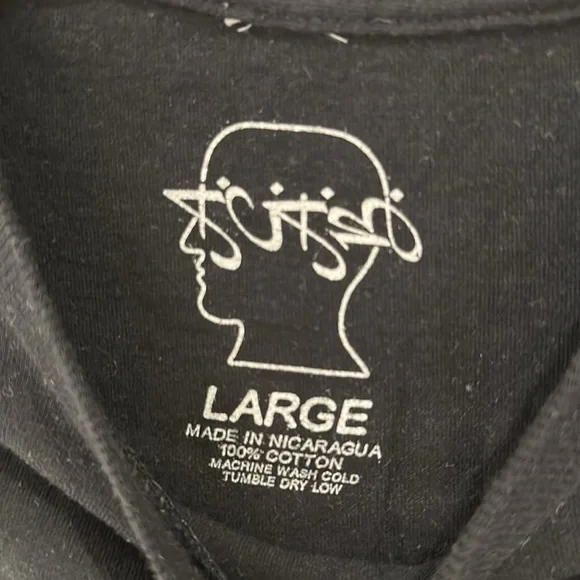 LARGE
MADE IN NICARAGUA
100% COTTON
MACHINE WASH COLD
TUMBLE DRY LOW